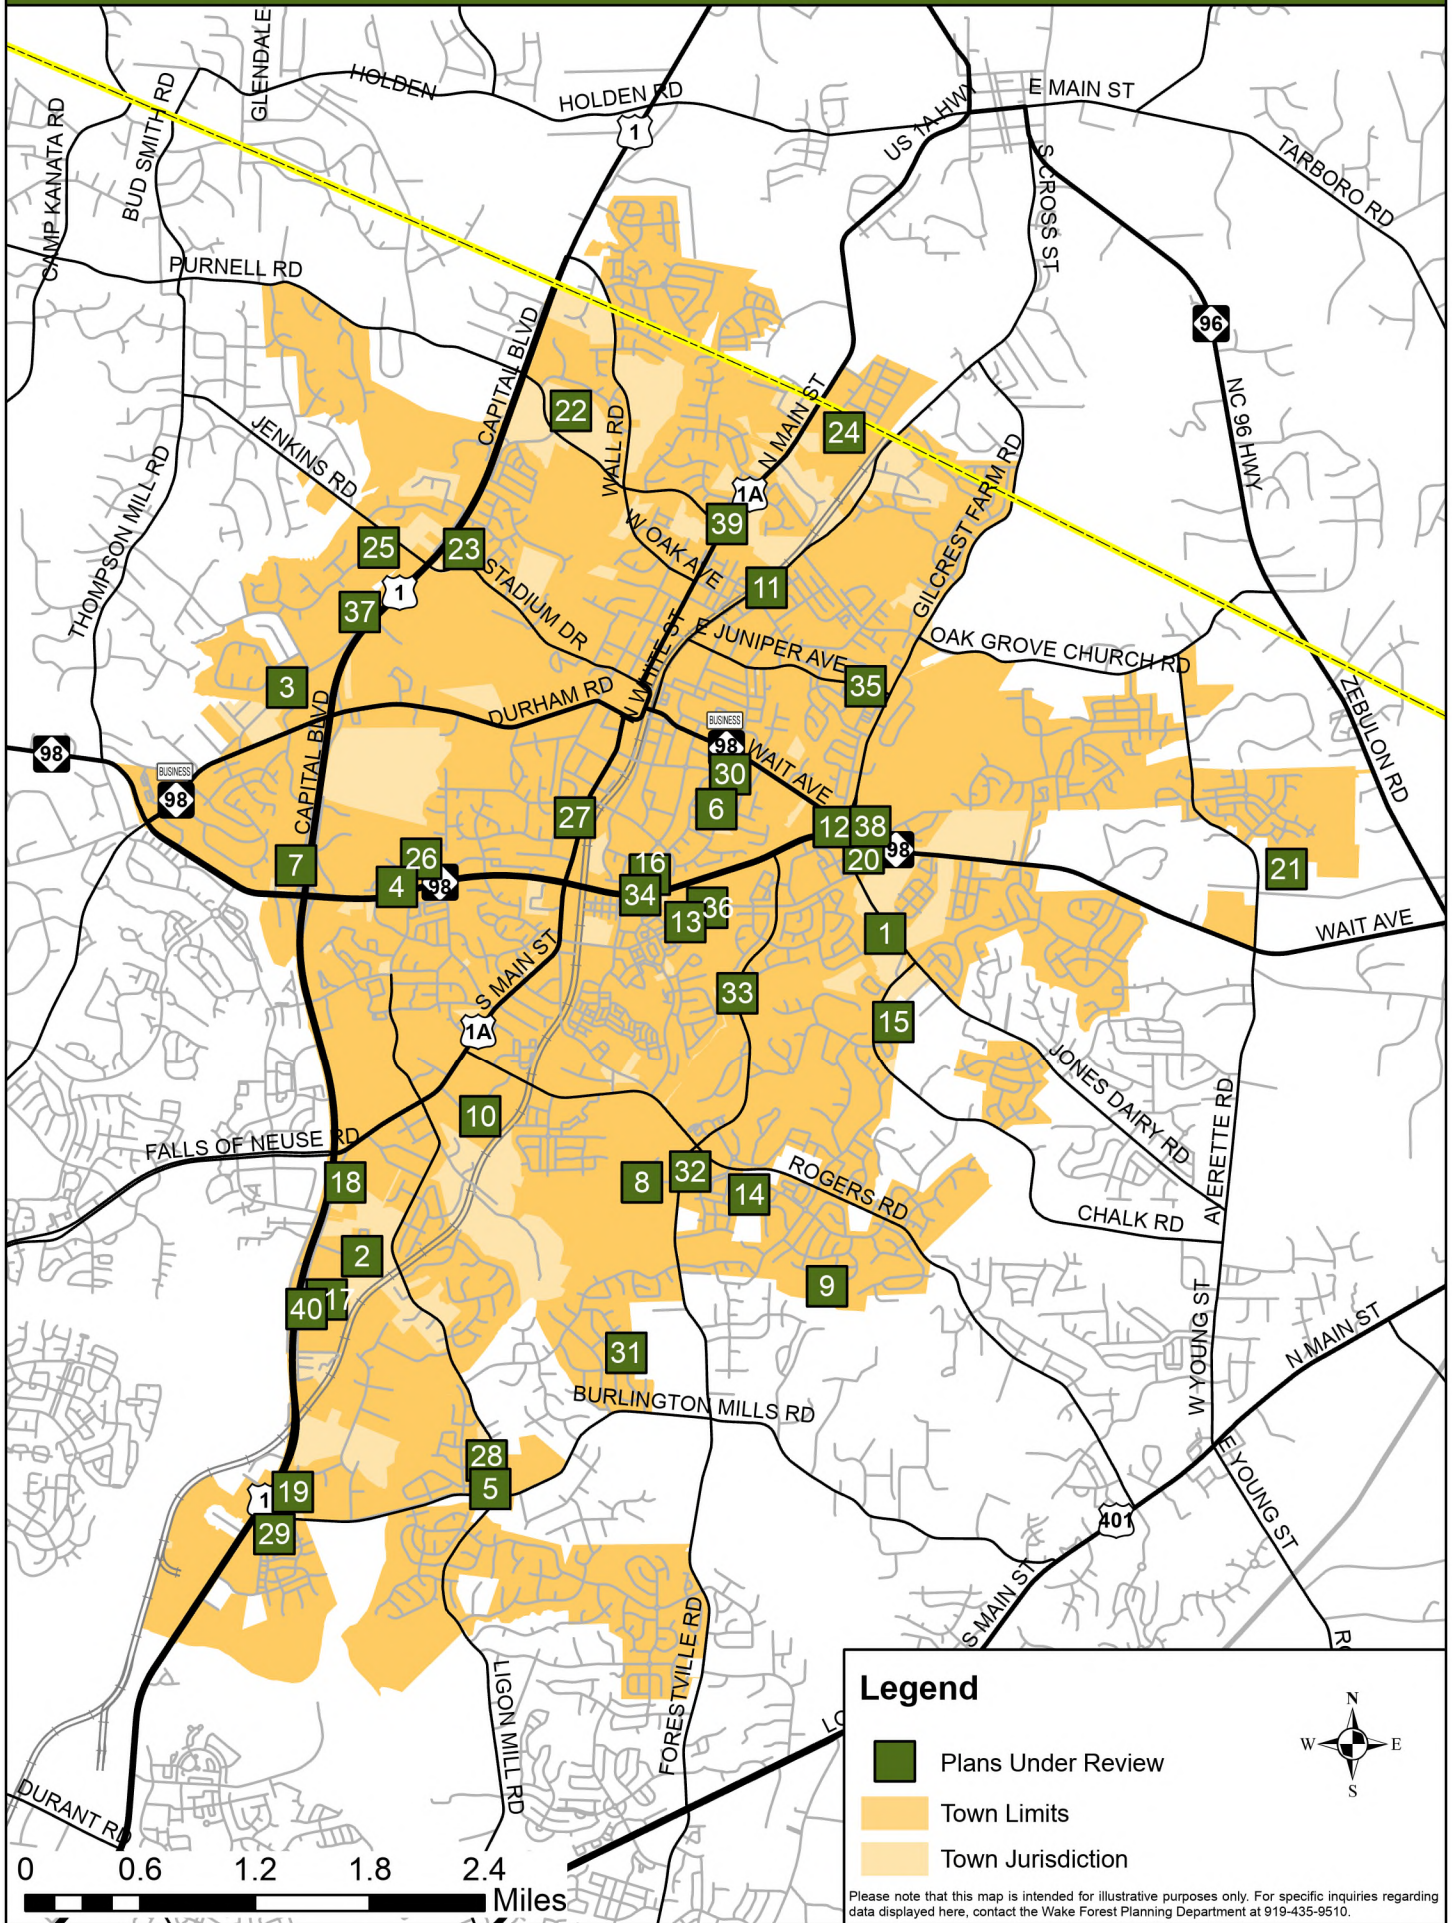 GLENDALE
HOLDEN
HOLDEN RD
E MAIN ST
1
US 1A HWY
CAMP KANATA RD
BUD SMITH RD
TARBORO RD
S CROSS ST
PURNELL RD
96
CAPITAL BLVD
N MAIN ST
NC 96 HWY
22
24
JENKINS RD
WALL RD
THOMPSON MILL RD
1A
GILCREST FARM RD
39
25
23
W OAK AVE
STADIUM DR
11
1
37
N WHITE ST
E JUNIPER AVE
OAK GROVE CHURCH RD
3
35
DURHAM RD
ZEBULON RD
CAPITAL BLVD
BUSINESS
98
98
WAIT AVE
BUSINESS
98
30
6
27
12
38
20
98
7
26
4
98
16
34
21
36
13
1
WAIT AVE
S MAIN ST
33
1A
15
JONES DAIRY RD
10
AVERETTE RD
FALLS OF NEUSE RD
18
8
32
14
ROGERS RD
CHALK RD
2
9
40
17
W YOUNG ST
N MAIN ST
31
BURLINGTON MILLS RD
28
5
1
19
29
401
E YOUNG ST
S MAIN ST
FORESTVILLE RD
LIGON MILL RD
DURANT RD
Legend
Plans Under Review
Town Limits
Town Jurisdiction
N
W
E
S
Please note that this map is intended for illustrative purposes only. For specific inquiries regarding
data displayed here, contact the Wake Forest Planning Department at 919-435-9510.
0 0.6 1.2 1.8 2.4
Miles